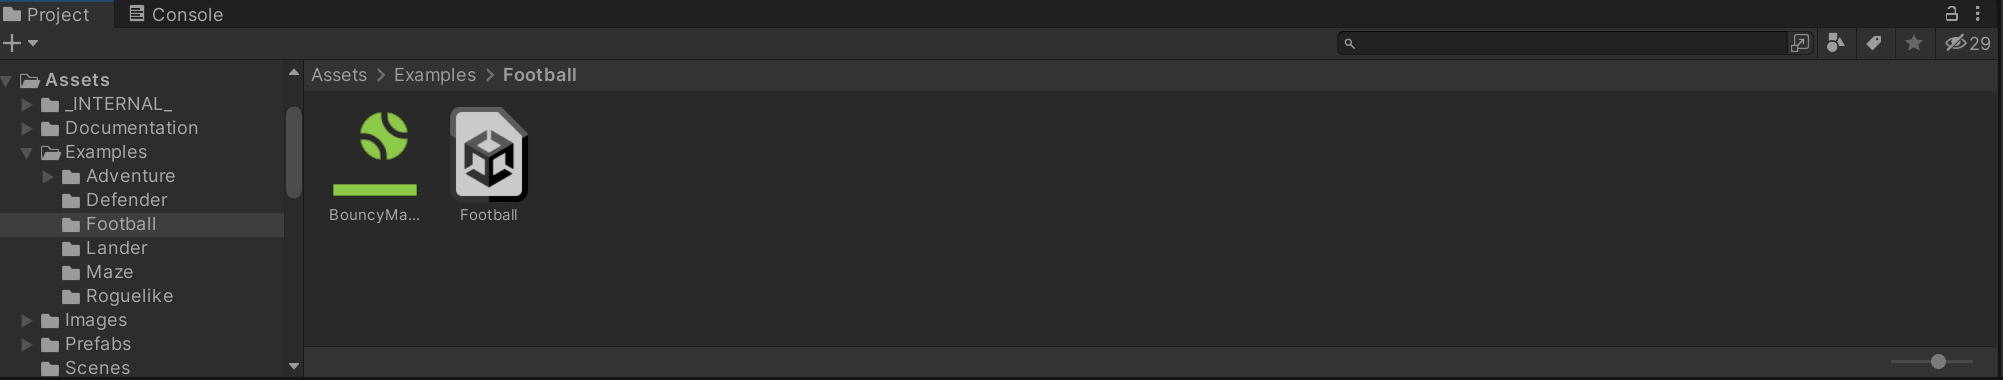 Project
Console
29
Assets
_INTERNAL_
Documentation
Examples
Adventure
Defender
Football
Lander
Maze
Roguelike
Images
Prefabs
Scenes
Assets > Examples > Football
BouncyMa...
Football